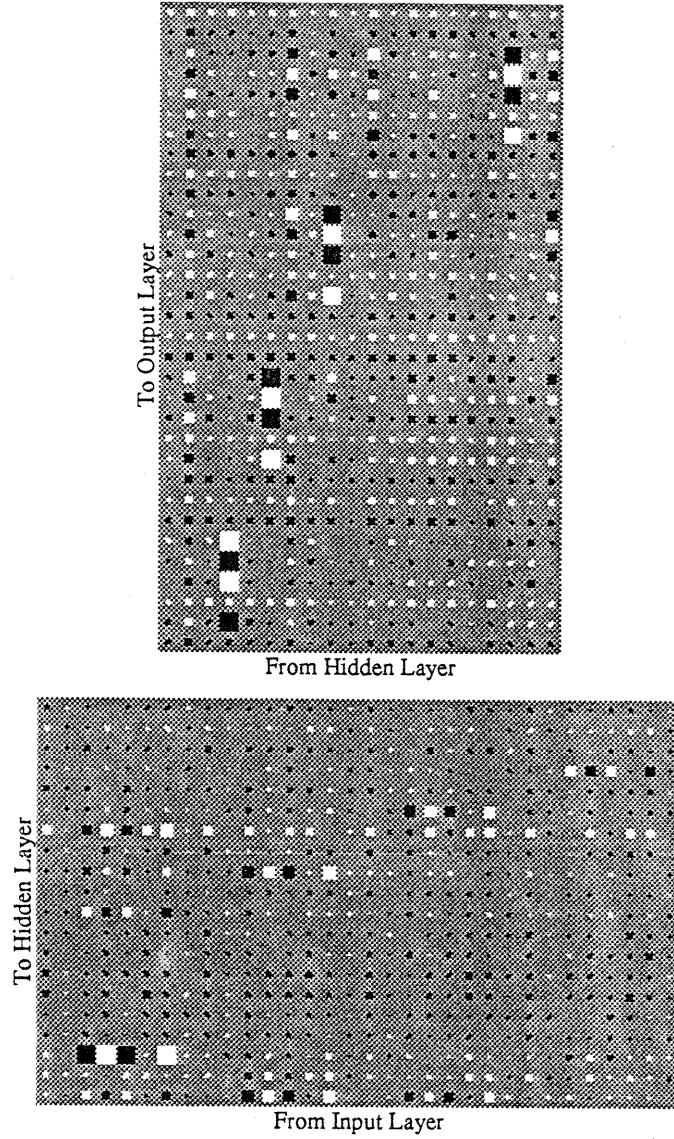 To Output Layer
From Hidden Layer
To Hidden Layer
From Input Layer